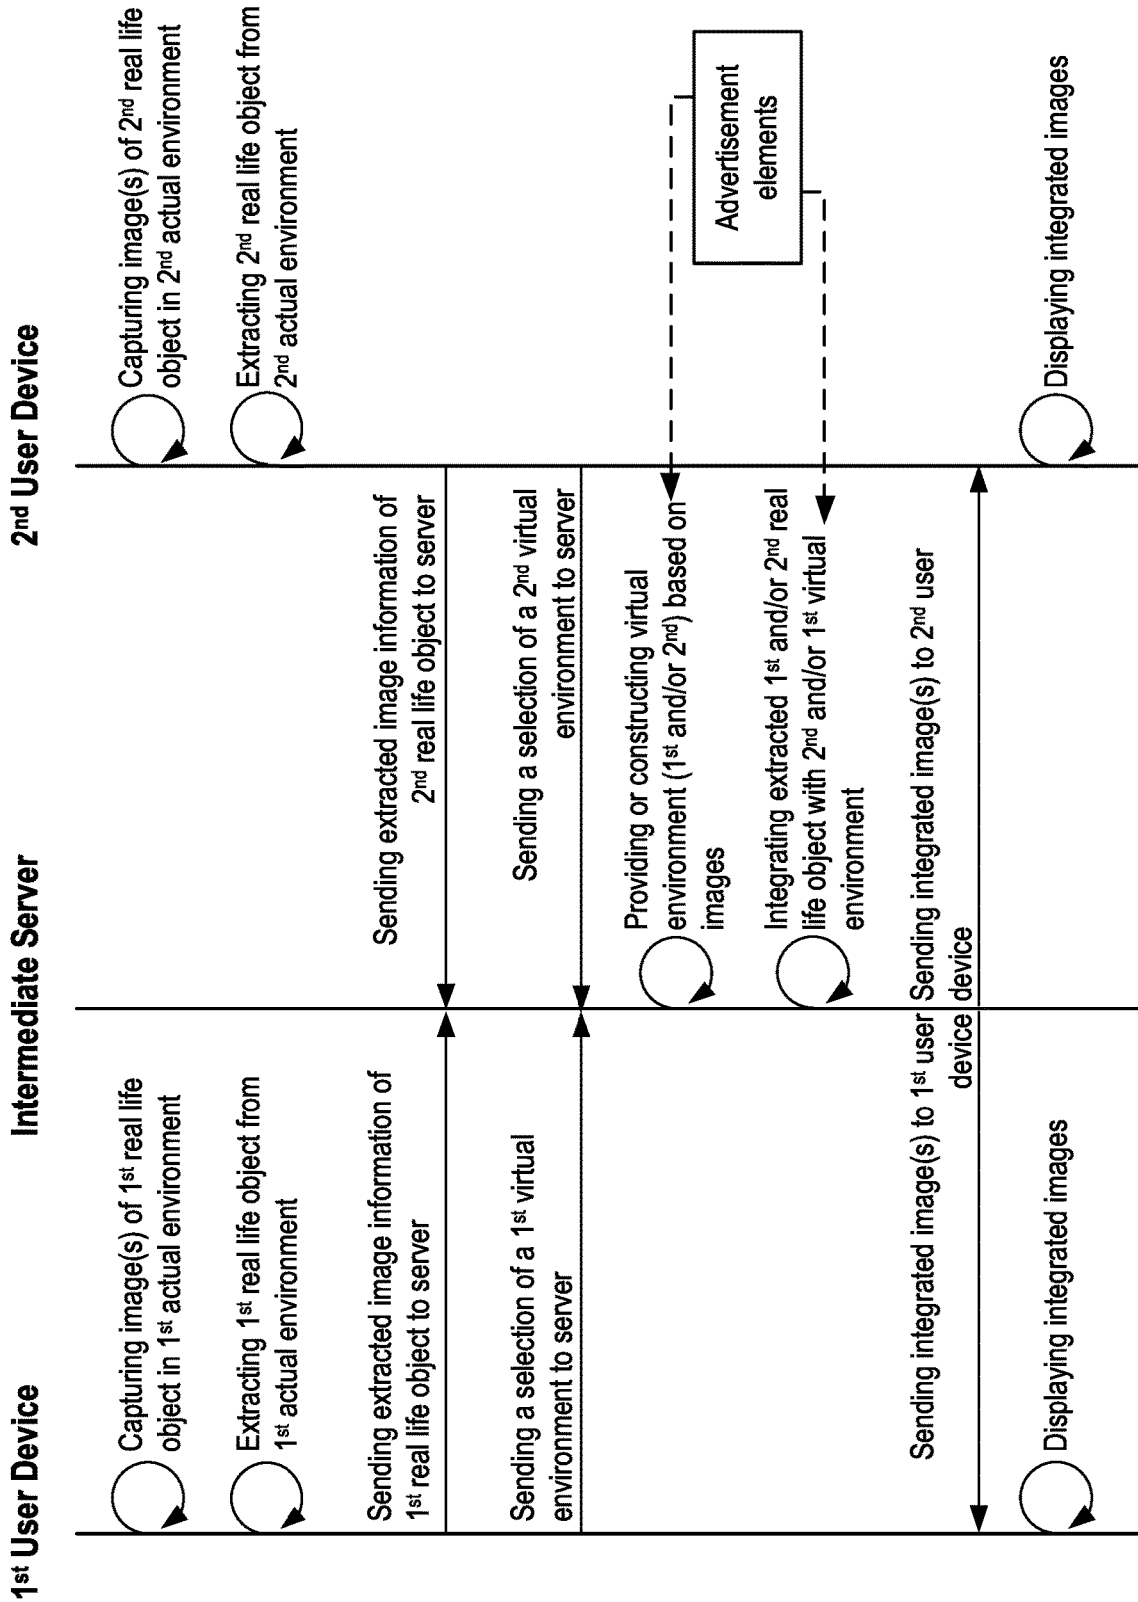 1st User Device
Intermediate Server
2nd User Device
Capturing image(s) of 1st real life
object in 1st actual environment
Capturing image(s) of 2nd real life
object in 2nd actual environment
Extracting 1st real life object from
1st actual environment
Extracting 2nd real life object from
2nd actual environment
Sending extracted image information of
1st real life object to server
Sending extracted image information of
2nd real life object to server
Sending a selection of a 1st virtual
environment to server
Sending a selection of a 2nd virtual
environment to server
Providing or constructing virtual
environment (1st and/or 2nd) based on
images
Advertisement
elements
Integrating extracted 1st and/or 2nd real
life object with 2nd and/or 1st virtual
environment
Sending integrated image(s) to 1st user
device
Sending integrated image(s) to 2nd user
device
Displaying integrated images
Displaying integrated images